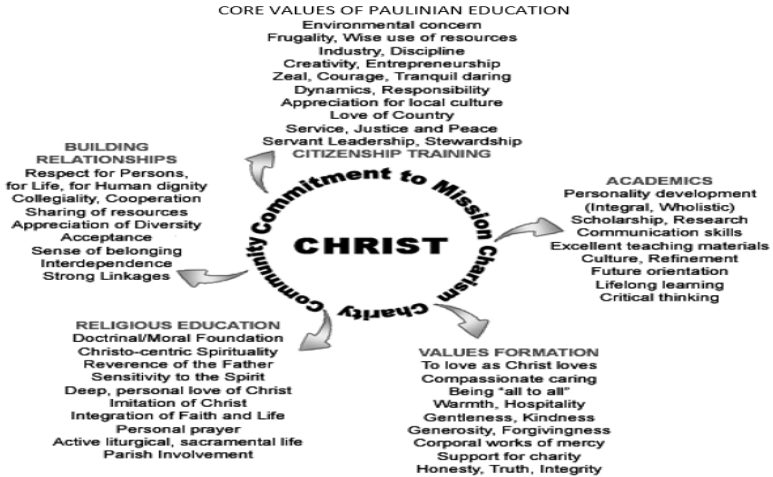 CORE VALUES OF PAULINIAN EDUCATION
Environmental concern
Frugality, Wise use of resources
Industry, Discipline
Creativity, Entrepreneurship
Zeal, Courage, Tranquil daring
Dynamics, Responsibility
Appreciation for local culture
Love of Country
Service, Justice and Peace
Servant Leadership, Stewardship
CITIZENSHIP TRAINING
BUILDING
RELATIONSHIPS
Respect for Persons,
for Life, for Human dignity
Collegiality, Cooperation
Sharing of resources
Appreciation of Diversity
Acceptance
Sense of belonging
Interdependence
Strong Linkages
Commitment to Mission
Charism
Charity
Community
CHRIST
ACADEMICS
Personality development
(Integral, Wholistic)
Scholarship, Research
Communication skills
Excellent teaching materials
Culture, Refinement
Future orientation
Lifelong learning
Critical thinking
RELIGIOUS EDUCATION
Doctrinal/Moral Foundation
Christo-centric Spirituality
Reverence of the Father
Sensitivity to the Spirit
Deep, personal love of Christ
Imitation of Christ
Integration of Faith and Life
Personal prayer
Active liturgical, sacramental life
Parish Involvement
VALUES FORMATION
To love as Christ loves
Compassionate caring
Being "all to all"
Warmth, Hospitality
Gentleness, Kindness
Generosity, Forgivingness
Corporal works of mercy
Support for charity
Honesty, Truth, Integrity